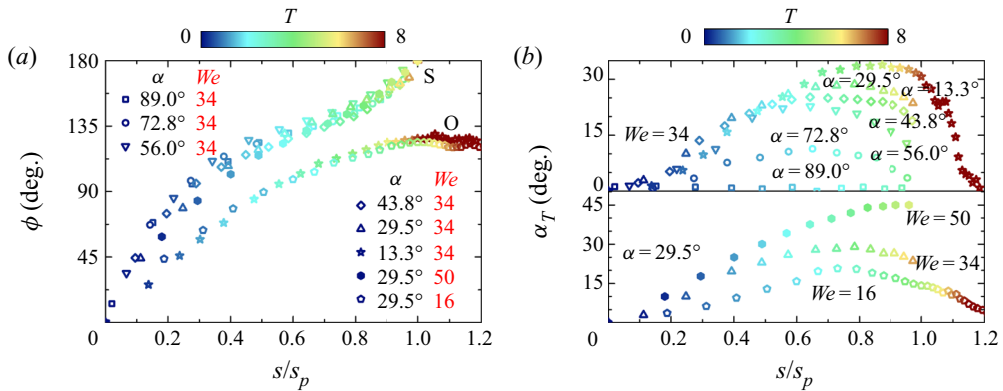 T
0 8
(a)
180
135
90
45
0
ϕ (deg.)
α We
89.0° 34
72.8° 34
56.0° 34
S
O
α We
43.8° 34
29.5° 34
13.3° 34
29.5° 50
29.5° 16
0.2 0.4 0.6 0.8 1.0 1.2
s/s_p
T
0 8
(b)
30
15
0
45
30
15
0
α_T (deg.)
We = 34
α = 29.5°
α = 13.3°
α = 43.8°
α = 72.8°
α = 56.0°
α = 89.0°
We = 50
α = 29.5°
We = 34
We = 16
0.2 0.4 0.6 0.8 1.0 1.2
s/s_p